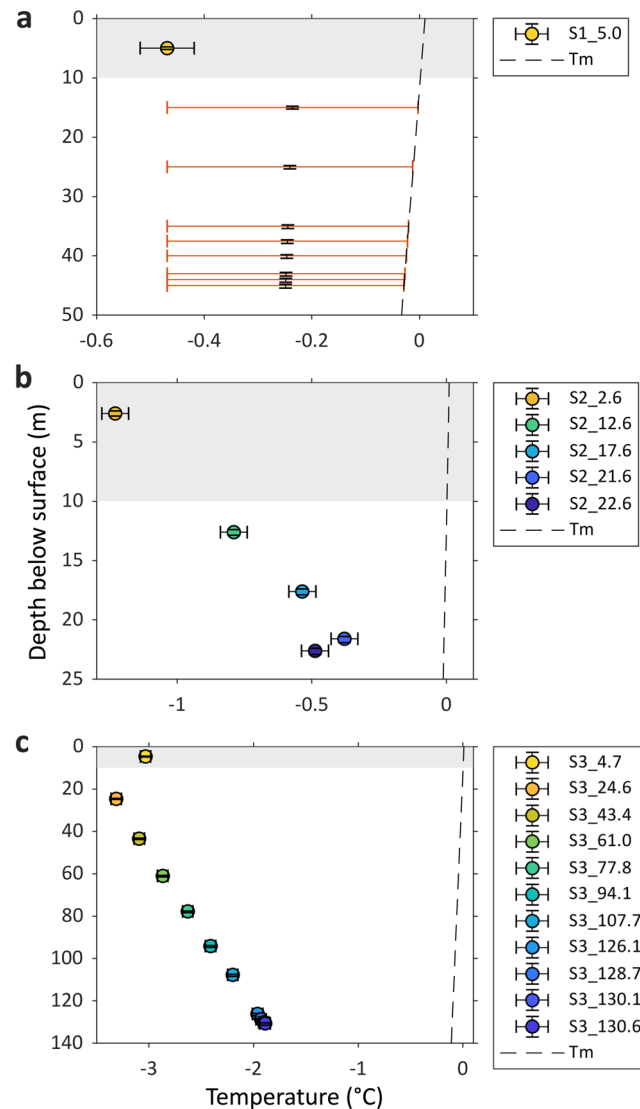 a
0
10
20
30
40
50
-0.6
-0.4
-0.2
0
S1_5.0
Tm
b
0
5
10
15
20
25
-1
-0.5
0
S2_2.6
S2_12.6
S2_17.6
S2_21.6
S2_22.6
Tm
Depth below surface (m)
c
0
20
40
60
80
100
120
140
-3
-2
-1
0
S3_4.7
S3_24.6
S3_43.4
S3_61.0
S3_77.8
S3_94.1
S3_107.7
S3_126.1
S3_128.7
S3_130.1
S3_130.6
Tm
Temperature (°C)